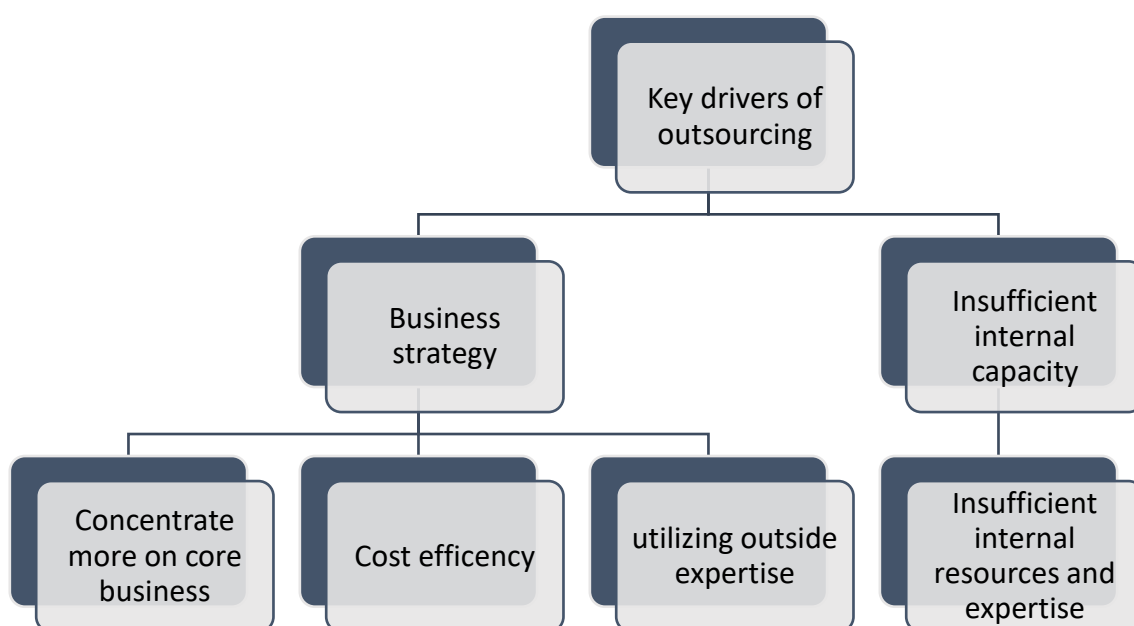 Key drivers of
outsourcing
Business
strategy
Insufficient
internal
capacity
Concentrate
more on core
business
Cost efficency
utilizing outside
expertise
Insufficient
internal
resources and
expertise